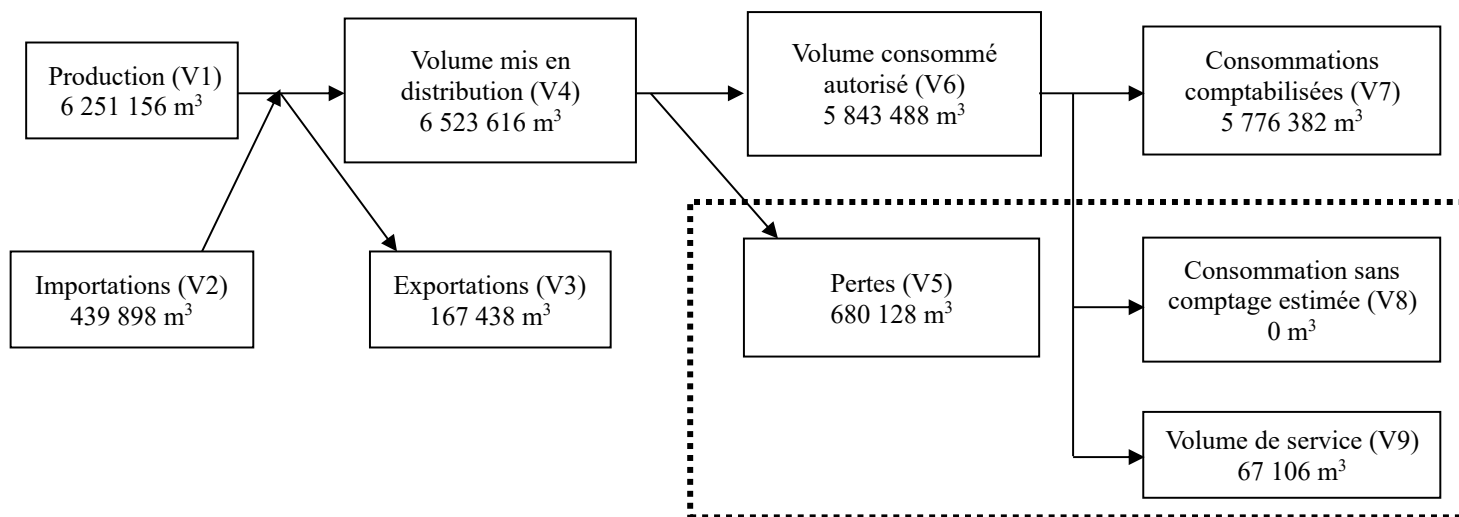 Production (V1)
6 251 156 m³
Volume mis en
distribution (V4)
6 523 616 m³
Volume consommé
autorisé (V6)
5 843 488 m³
Consommations
comptabilisées (V7)
5 776 382 m³
Importations (V2)
439 898 m³
Exportations (V3)
167 438 m³
Pertes (V5)
680 128 m³
Consommation sans
comptage estimée (V8)
0 m³
Volume de service (V9)
67 106 m³